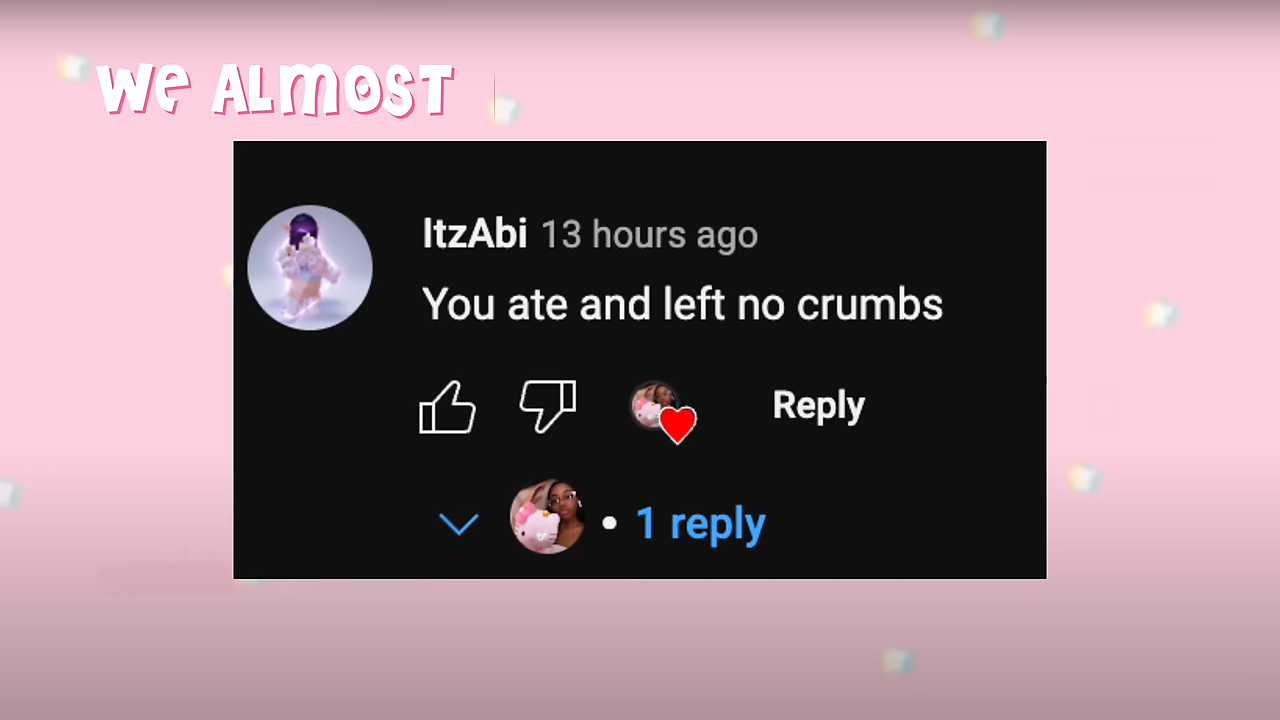 We Almost
ItzAbi 13 hours ago
You ate and left no crumbs
Reply
1 reply